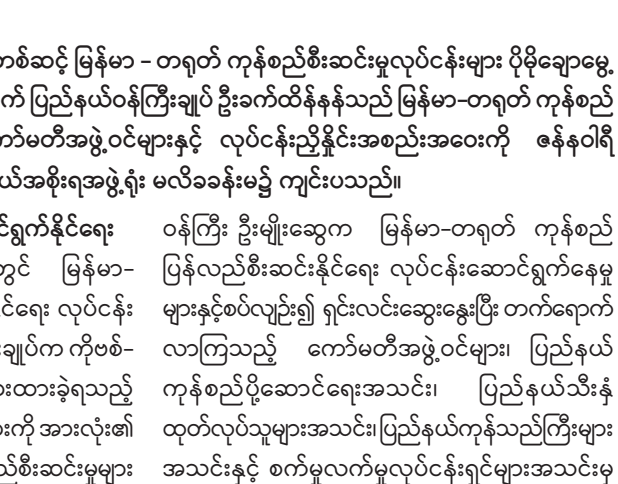 တစ်ဆင့် မြန်မာ – တရုတ် ကုန်စည်စီးဆင်းမှုလုပ်ငန်းများ ပိုမိုချောမွေ့
က် ပြည်နယ်ဝန်ကြီးချုပ် ဦးခက်ထိန်နန်သည် မြန်မာ–တရုတ် ကုန်စည်
ကော်မတီအဖွဲ့ဝင်များနှင့် လုပ်ငန်းညှိနှိုင်းအစည်းအဝေးကို ဇန်နဝါရီ
ယ်အစိုးရအဖွဲ့ရုံး မလိခခန်းမ၌ ကျင်းပသည်။
င်ရွက်နိုင်ရေး
တွင် မြန်မာ–
င်ရေး လုပ်ငန်း
းချုပ်က ကိုဗစ်–
ားထားခဲ့ရသည့်
ားကို အားလုံး၏
ည်စီးဆင်းမှုများ
ဝန်ကြီး ဦးမျိုးဆွေက မြန်မာ–တရုတ် ကုန်စည်
ပြန်လည်စီးဆင်းနိုင်ရေး လုပ်ငန်းဆောင်ရွက်နေမှု
များနှင့်စပ်လျဉ်း၍ ရှင်းလင်းဆွေးနွေးပြီး တက်ရောက်
လာကြသည့် ကော်မတီအဖွဲ့ဝင်များ၊ ပြည်နယ်
ကုန်စည်ပို့ဆောင်ရေးအသင်း၊ ပြည်နယ်သီးနှံ
ထုတ်လုပ်သူများအသင်း၊ပြည်နယ်ကုန်သည်ကြီးများ
အသင်းနှင့် စက်မှုလက်မှုလုပ်ငန်းရှင်များအသင်းမှ